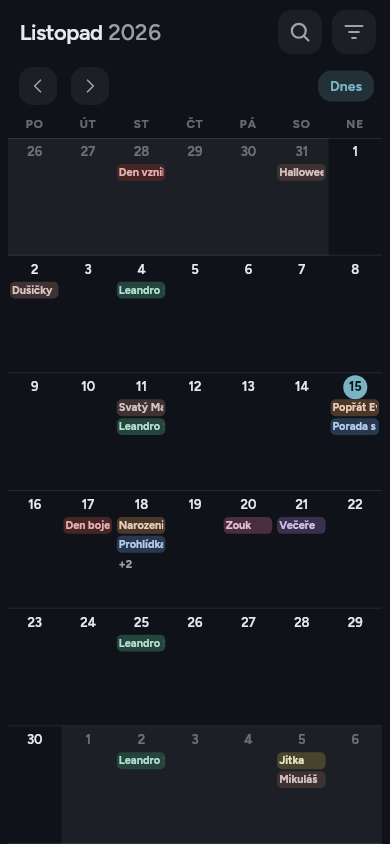 Listopad 2026
Dnes
PO ÚT ST ČT PÁ SO NE
26 27 28 29 30 31 1
Den vzni Hallowe
2 3 4 5 6 7 8
Dušičky Leandro
9 10 11 12 13 14 15
Svatý Ma Popřát E
Leandro Porada s
16 17 18 19 20 21 22
Den boje Narozeni Zouk Večeře
Prohlídka
+2
23 24 25 26 27 28 29
Leandro
30 1 2 3 4 5 6
Leandro Jitka
Mikuláš